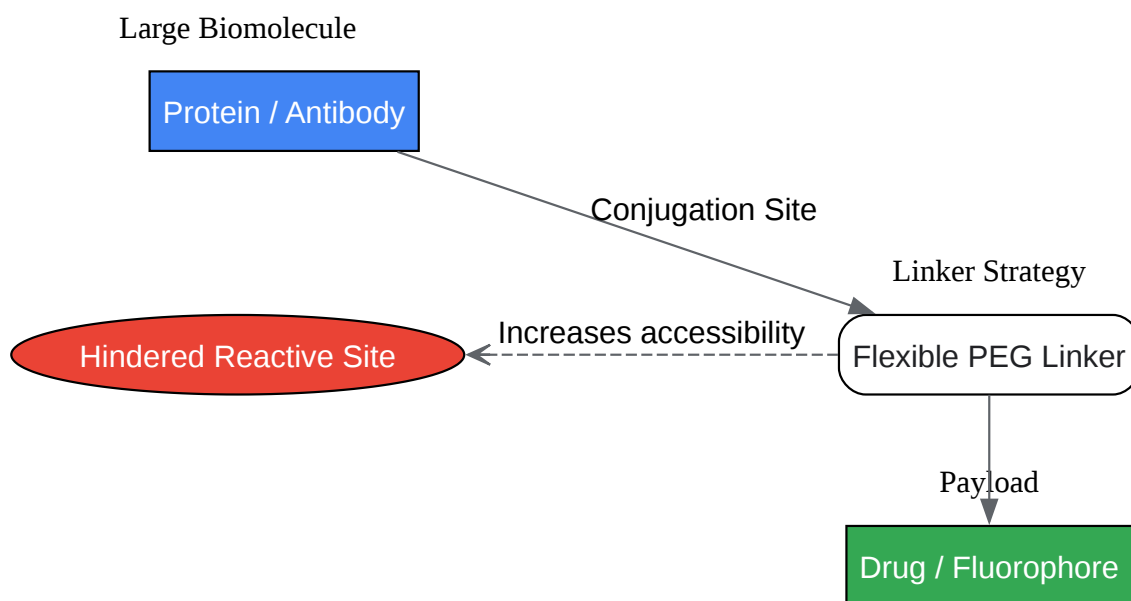 Large Biomolecule
Protein / Antibody
Conjugation Site
Linker Strategy
Increases accessibility
Hindered Reactive Site
Flexible PEG Linker
Payload
Drug / Fluorophore